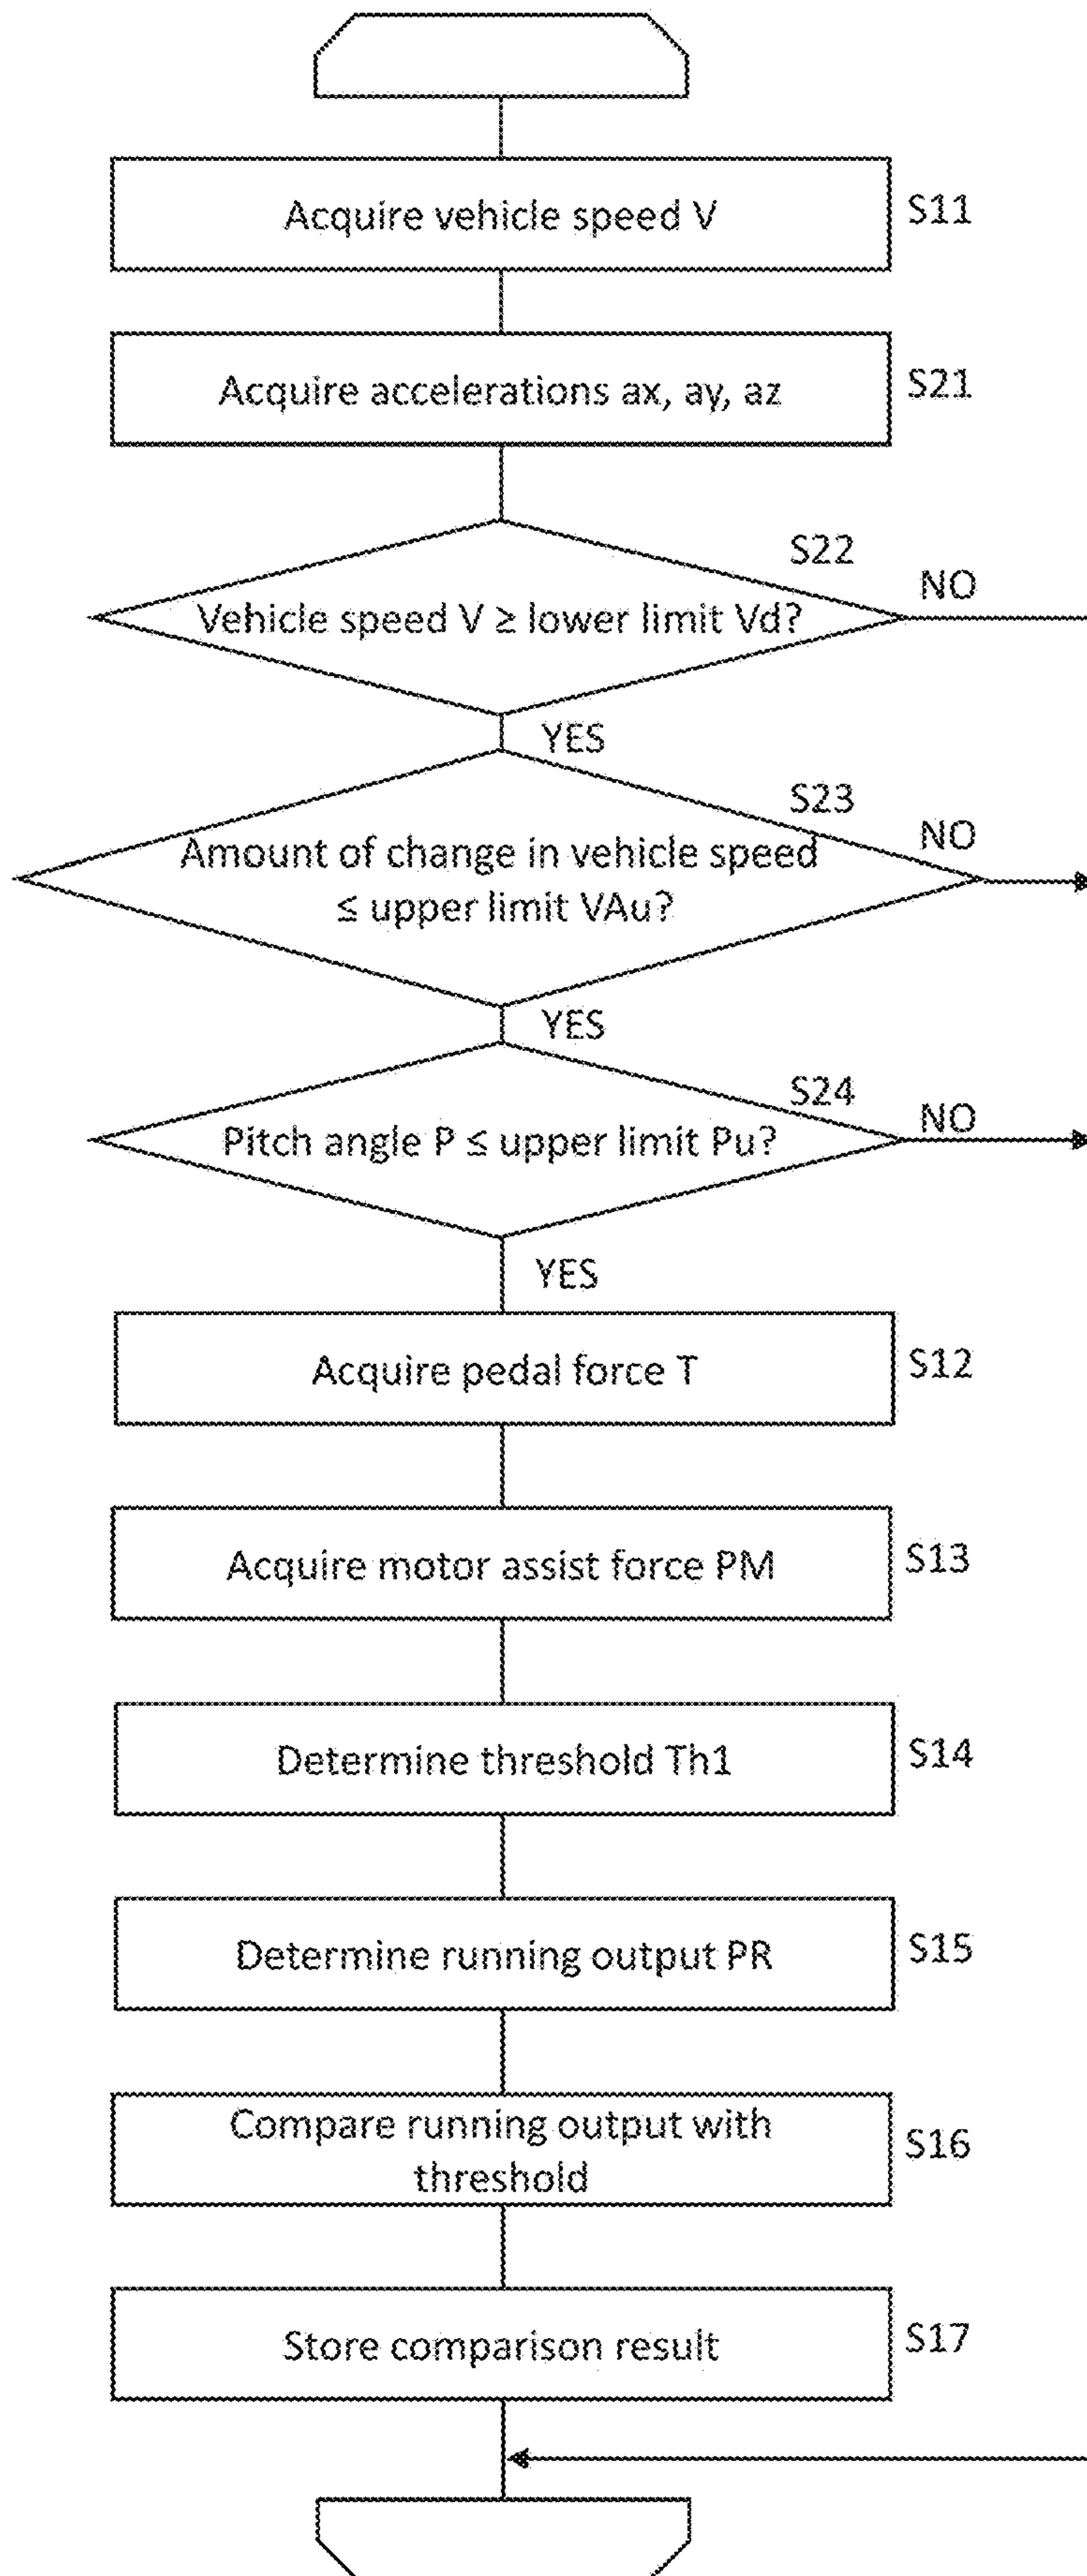 Acquire vehicle speed V
S11
Acquire accelerations ax, ay, az
S21
S22
NO
Vehicle speed V ≥ lower limit Vd?
YES
S23
NO
Amount of change in vehicle speed
≤ upper limit VAu?
YES
S24
NO
Pitch angle P ≤ upper limit Pu?
YES
Acquire pedal force T
S12
Acquire motor assist force PM
S13
Determine threshold Th1
S14
Determine running output PR
S15
Compare running output with
threshold
S16
Store comparison result
S17